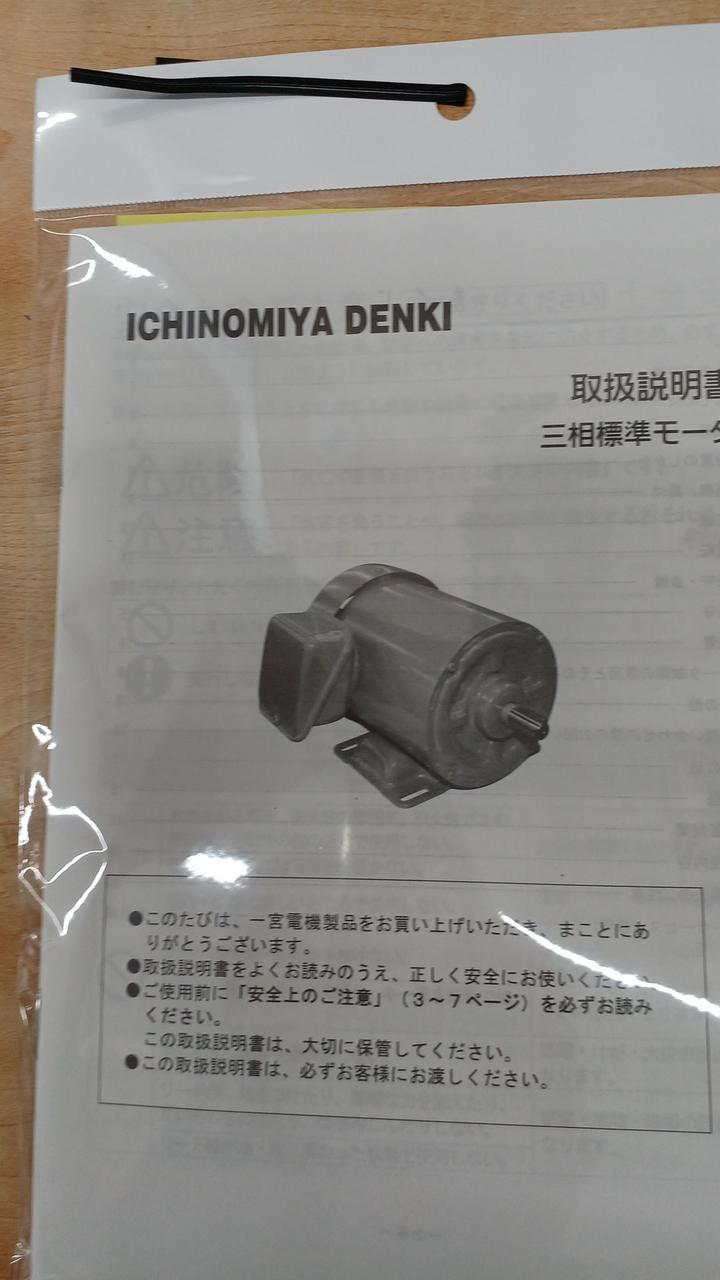 ICHINOMIYA DENKI
取扱説明書
三相標準モータ
●このたびは、一宮電機製品をお買い上げいただき、まことにあ
りがとうございます。
●取扱説明書をよくお読みのうえ、正しく安全にお使いください。
●ご使用前に「安全上のご注意」（３～７ページ）を必ずお読み
ください。
この取扱説明書は、大切に保管してください。
●この取扱説明書は、必ずお客様にお渡しください。